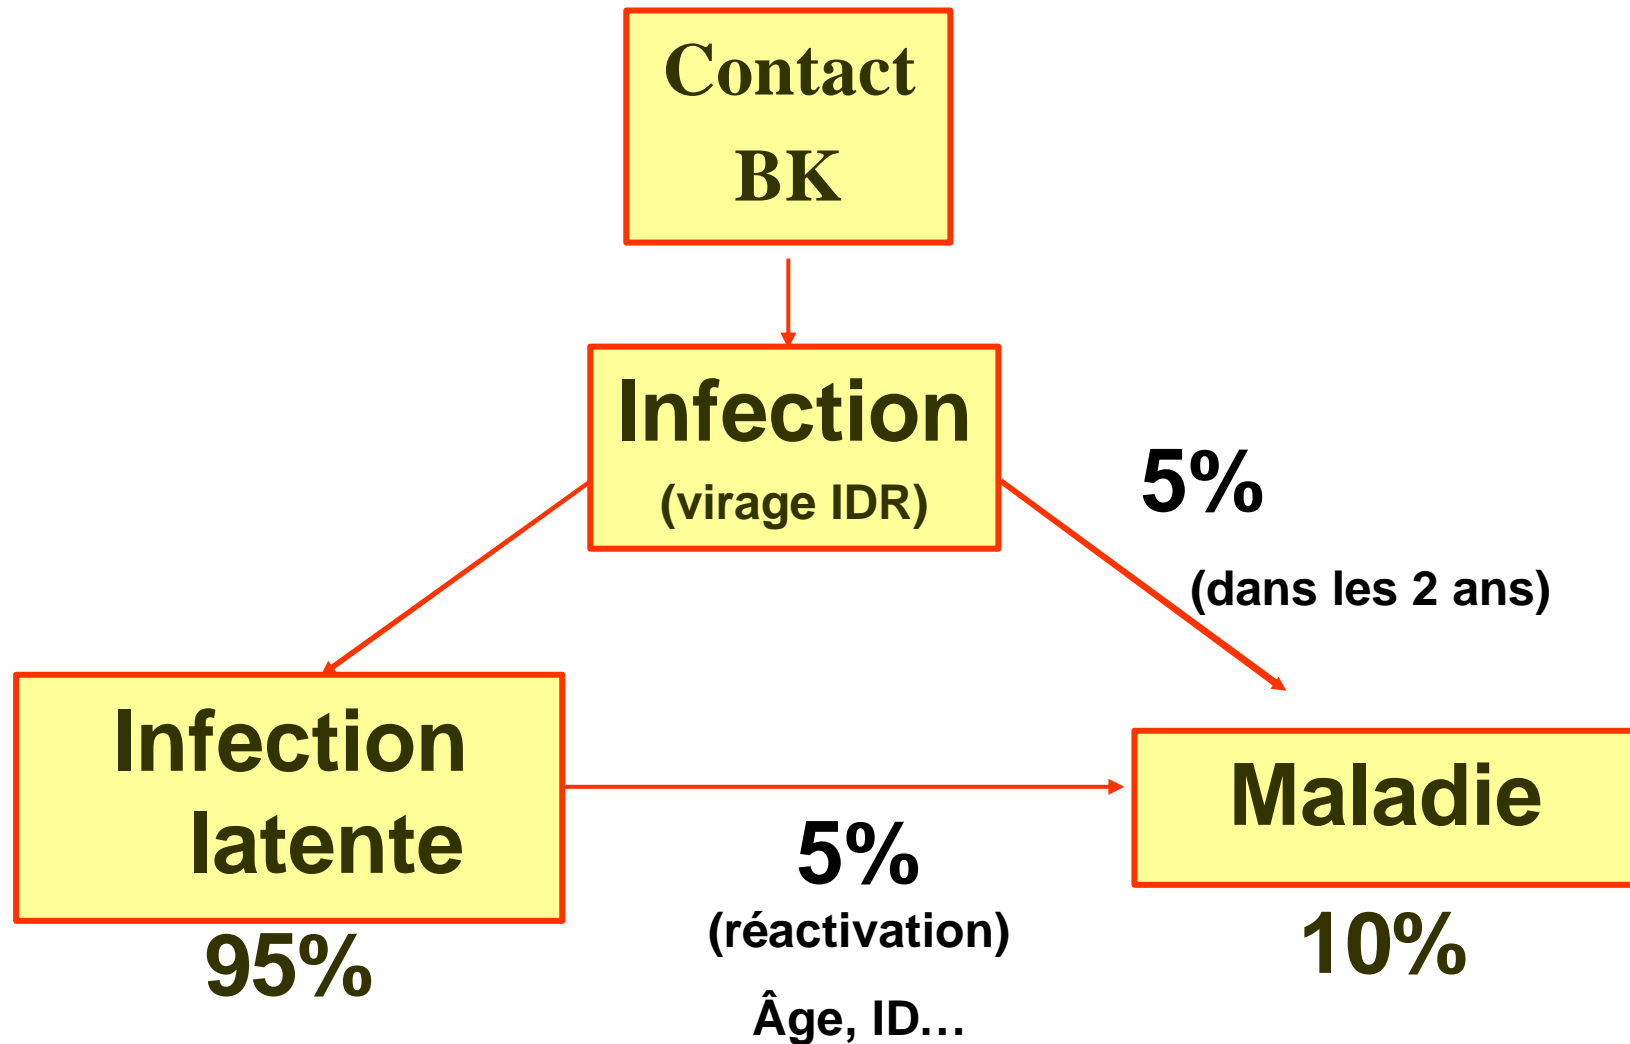 Contact
BK
Infection
(virage IDR)
5%
(dans les 2 ans)
Infection
latente
95%
5%
(réactivation)
Âge, ID...
Maladie
10%